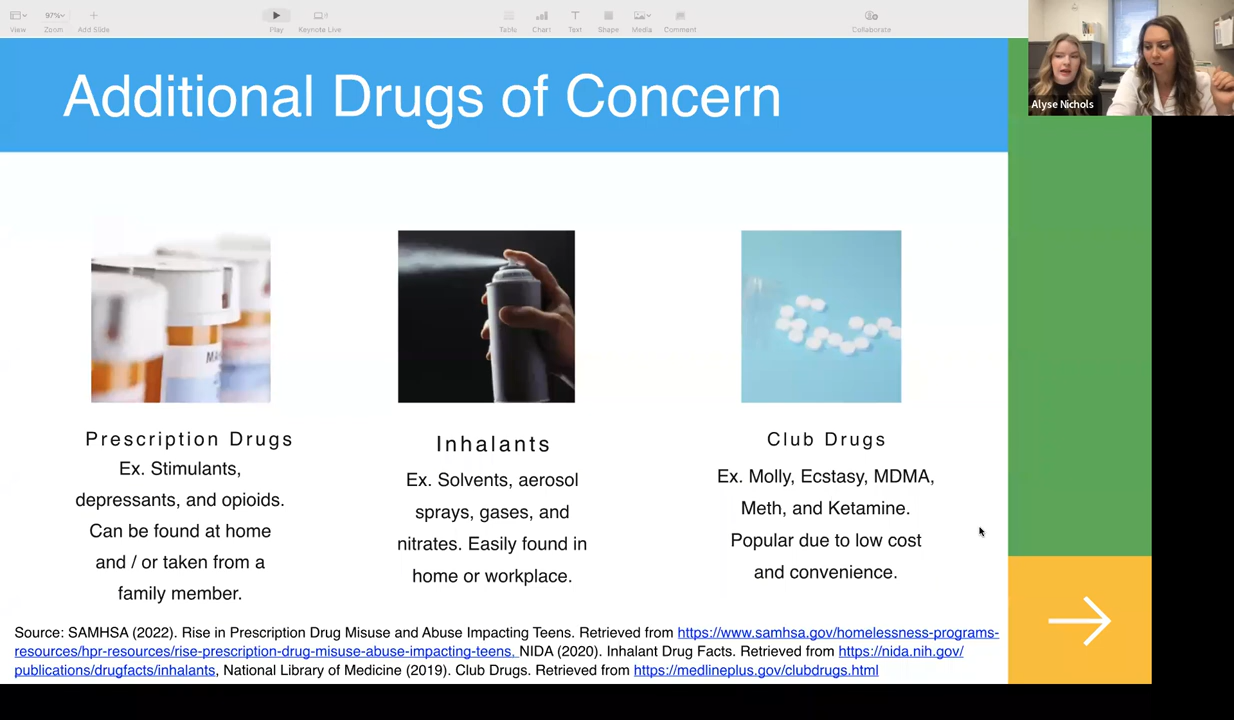 97%
View
Zoom
Add Slide
Play
Keynote Live
Table
Chart
Text
Shape
Media
Comment
Collaborate
Alyse Nichols
Additional Drugs of Concern
Prescription Drugs
Ex. Stimulants,
depressants, and opioids.
Can be found at home
and / or taken from a
family member.
Inhalants
Ex. Solvents, aerosol
sprays, gases, and
nitrates. Easily found in
home or workplace.
Club Drugs
Ex. Molly, Ecstasy, MDMA,
Meth, and Ketamine.
Popular due to low cost
and convenience.
Source: SAMHSA (2022). Rise in Prescription Drug Misuse and Abuse Impacting Teens. Retrieved from https://www.samhsa.gov/homelessness-programs-
resources/hpr-resources/rise-prescription-drug-misuse-abuse-impacting-teens. NIDA (2020). Inhalant Drug Facts. Retrieved from https://nida.nih.gov/
publications/drugfacts/inhalants, National Library of Medicine (2019). Club Drugs. Retrieved from https://medlineplus.gov/clubdrugs.html